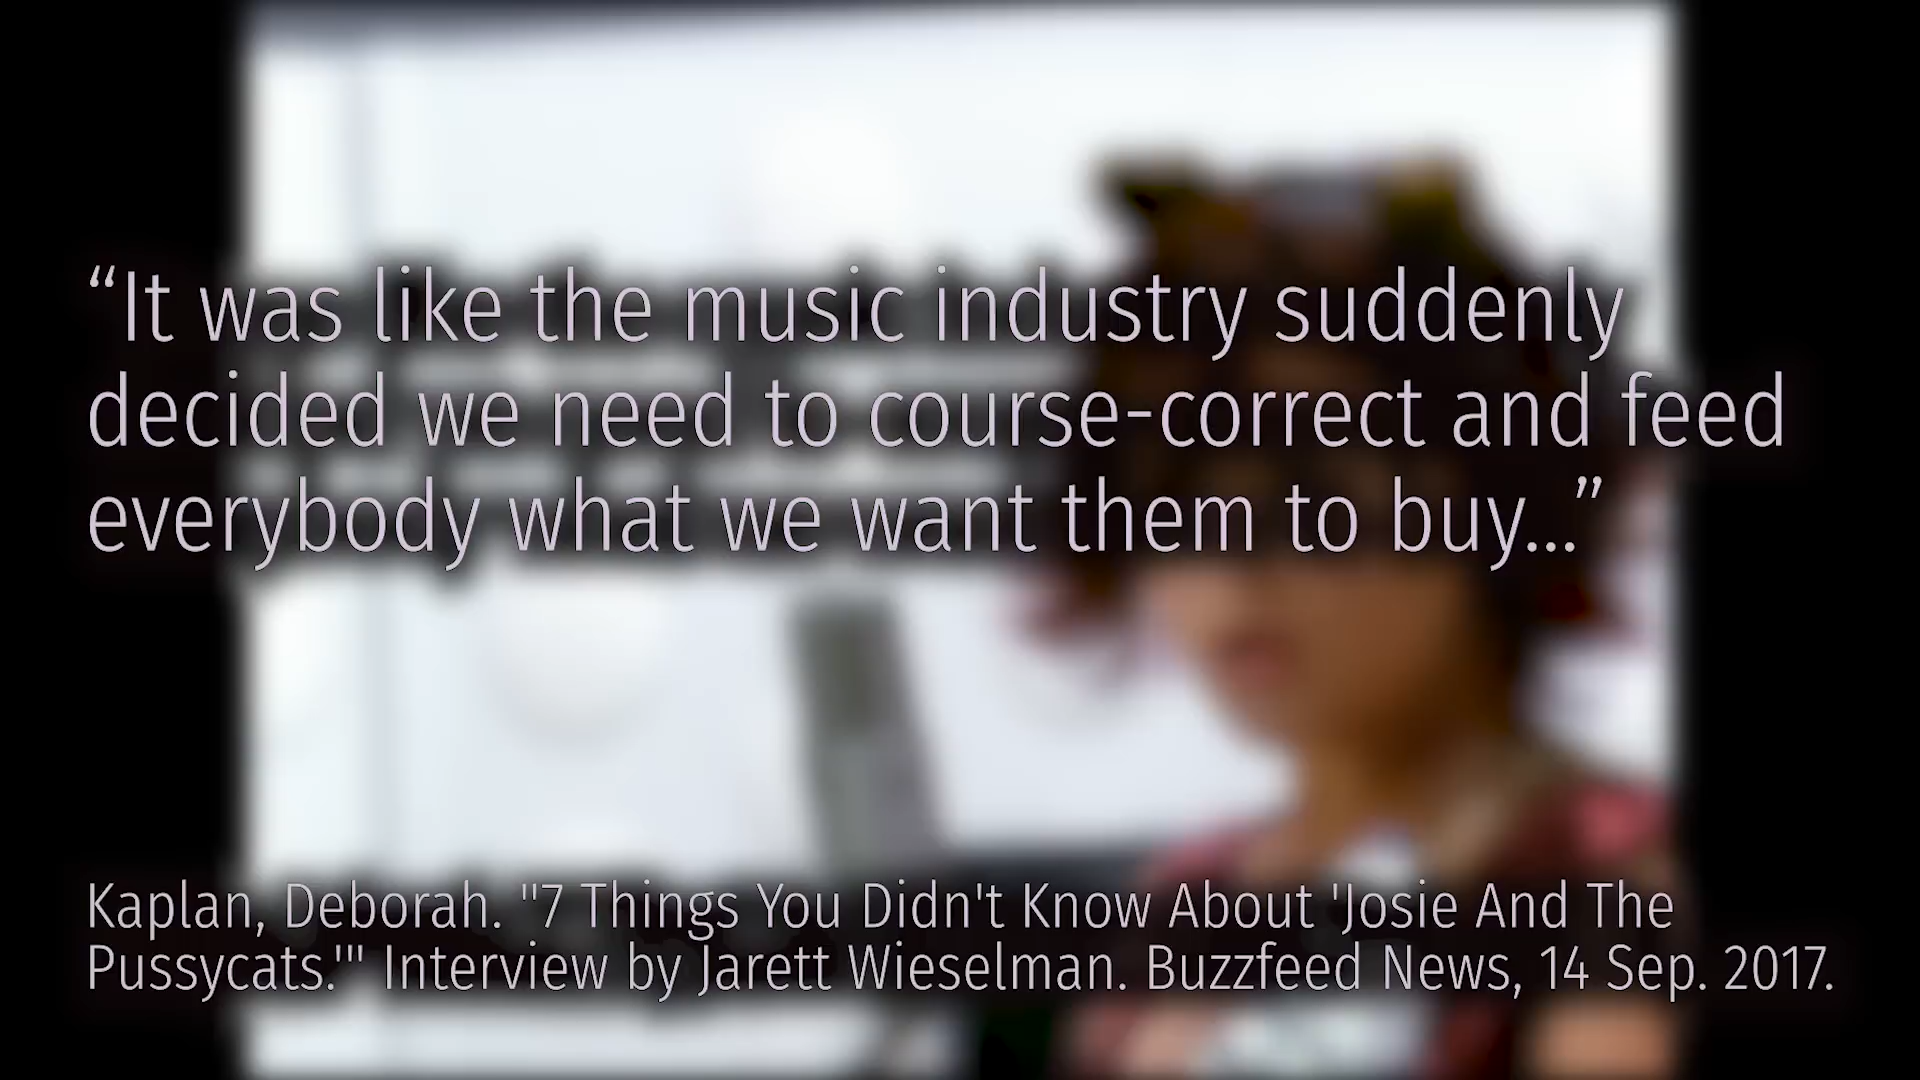 “It was like the music industry suddenly
decided we need to course-correct and feed
everybody what we want them to buy...”
Kaplan, Deborah. "7 Things You Didn't Know About 'Josie And The
Pussycats.'" Interview by Jarett Wieselman. Buzzfeed News, 14 Sep. 2017.